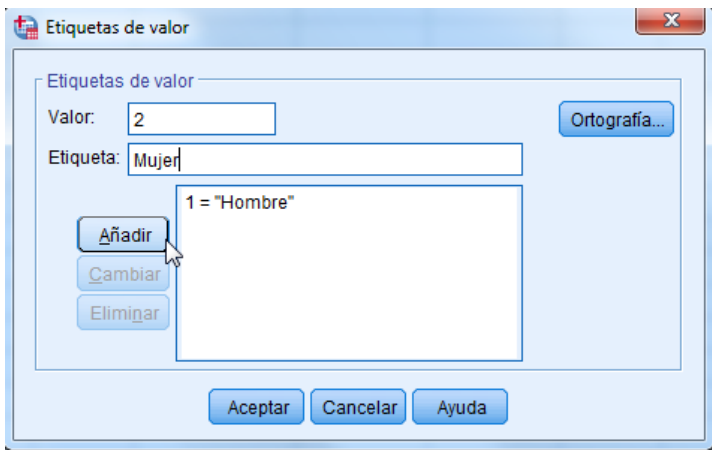 Etiquetas de valor
Etiquetas de valor
Valor: 2
Ortografía...
Etiqueta: Mujer
1 = "Hombre"
Añadir
Cambiar
Eliminar
Aceptar Cancelar Ayuda